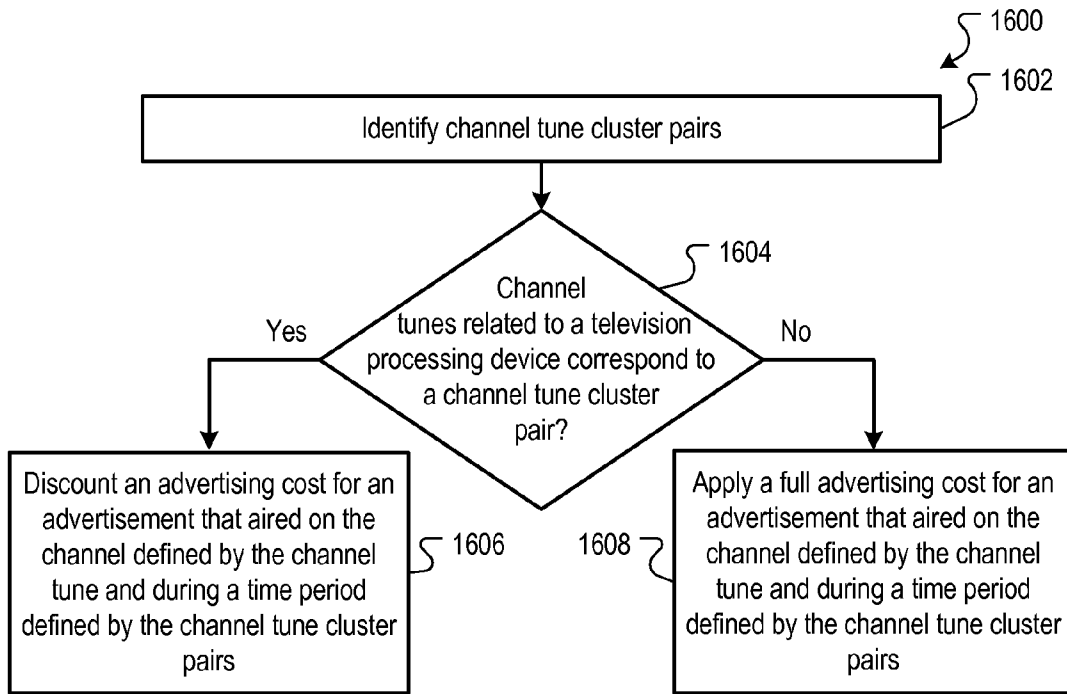 1600
1602
Identify channel tune cluster pairs
1604
Channel
tunes related to a television
processing device correspond to
a channel tune cluster
pair?
Yes
No
Discount an advertising cost for an
advertisement that aired on the
channel defined by the channel
tune and during a time period
defined by the channel tune cluster
pairs
1606
1608
Apply a full advertising cost for an
advertisement that aired on the
channel defined by the channel
tune and during a time period
defined by the channel tune cluster
pairs